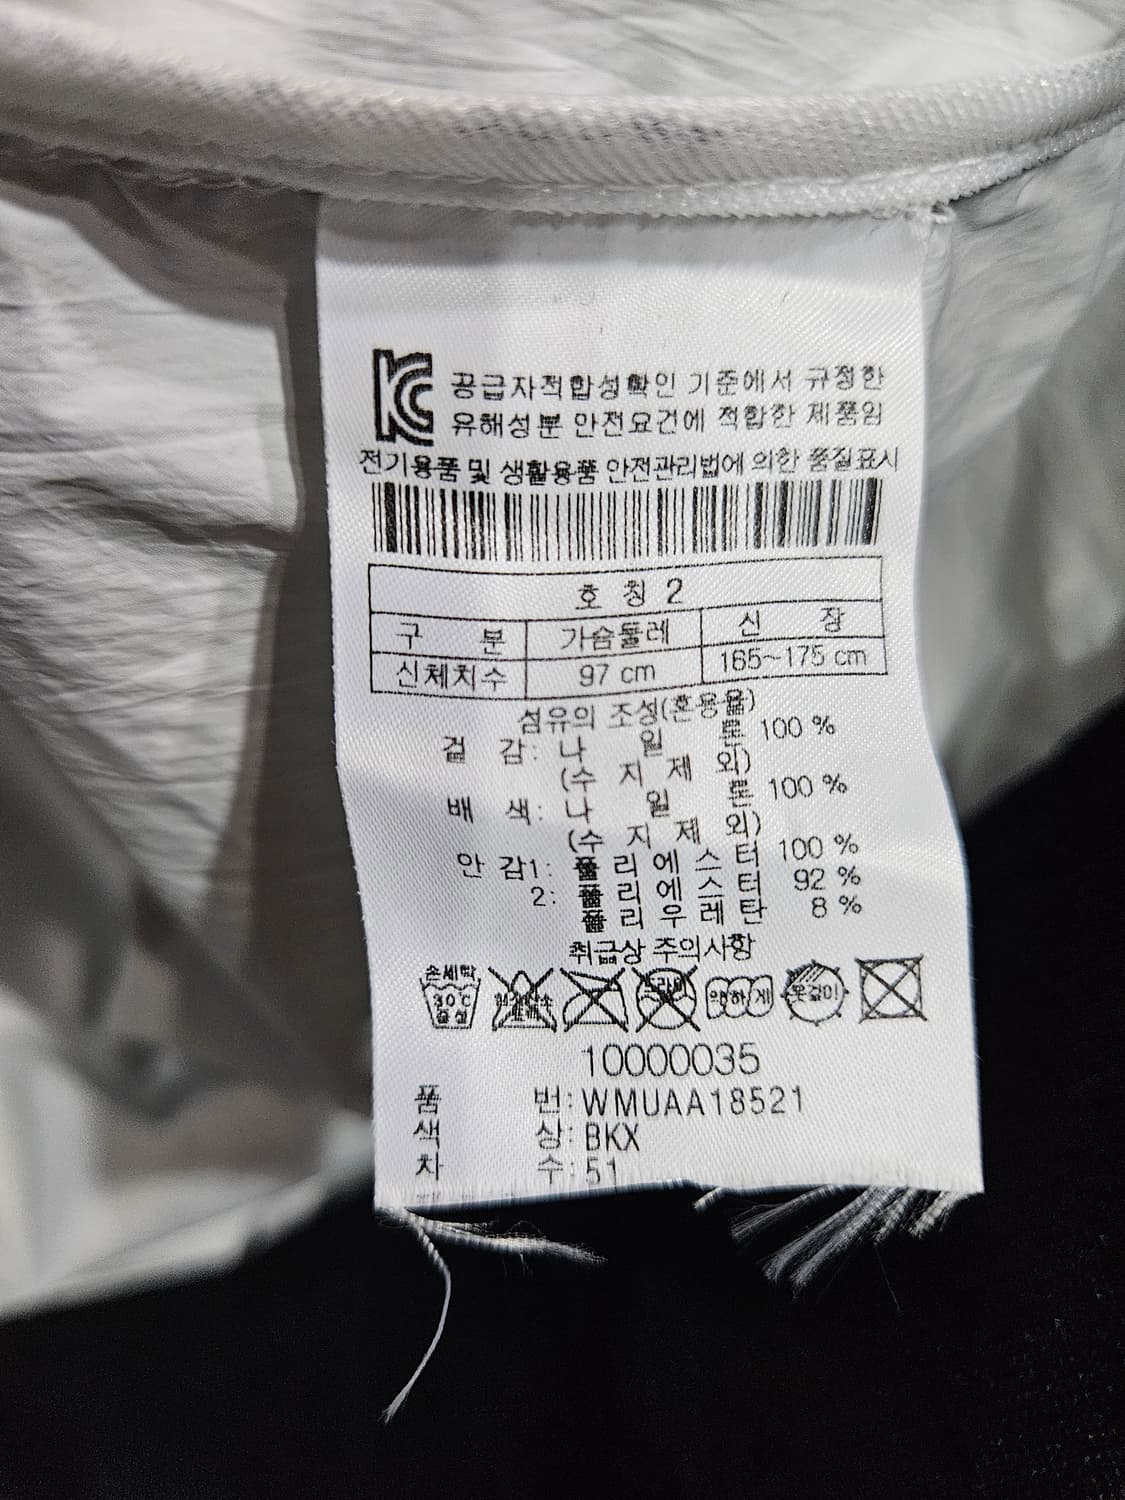 KC
공급자적합성확인 기준에서 규정한
유해성분 안전요건에 적합한 제품임
전기용품 및 생활용품 안전관리법에 의한 품질표시
호 칭 2
구 분 가슴둘레 신 장
신체치수 97 cm 165~175 cm
섬유의 조성(혼용율)
겉 감: 나 일 론 100 %
(수 지 제 외)
배 색: 나 일 론 100 %
(수 지 제 외)
안 감1: 폴 리 에 스 터 100 %
2: 폴 리 에 스 터 92 %
폴 리 우 레 탄 8 %
취급상 주의사항
손세탁 30℃ 중성 드라이 약하게 옷걸이
10000035
품 번: WMUAA18521
색 상: BKX
차 수: 51